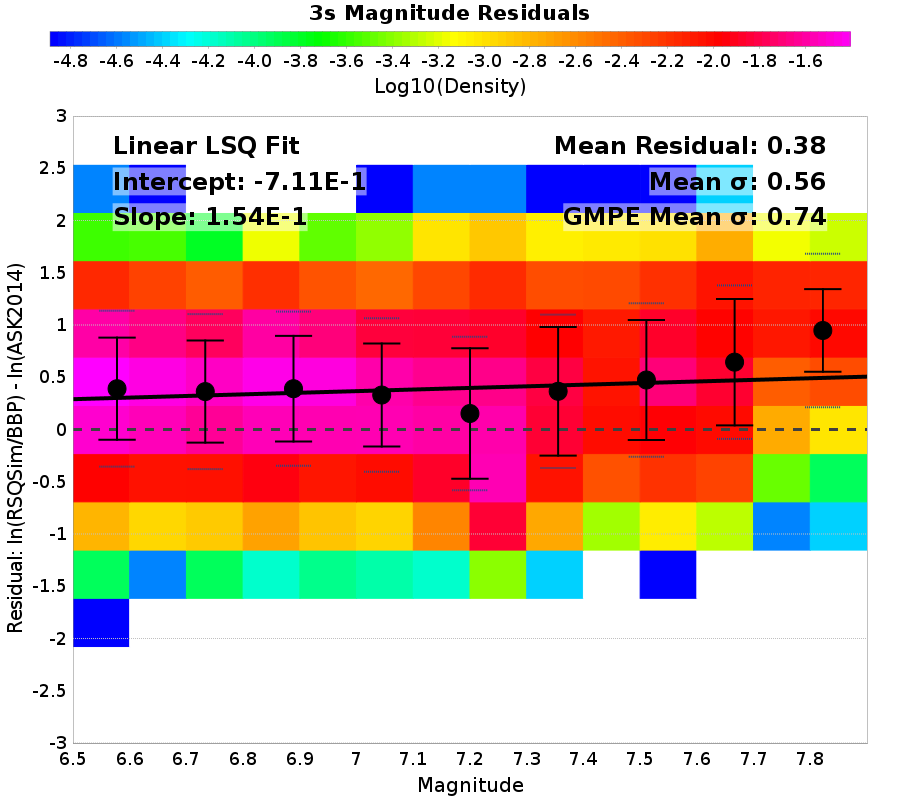 3s Magnitude Residuals
-4.8 -4.6 -4.4 -4.2 -4.0 -3.8 -3.6 -3.4 -3.2 -3.0 -2.8 -2.6 -2.4 -2.2 -2.0 -1.8 -1.6
Log10(Density)
Linear LSQ Fit
Intercept: -7.11E-1
Slope: 1.54E-1
Mean Residual: 0.38
Mean σ: 0.56
GMPE Mean σ: 0.74
Residual: ln(RSQSim/BBP) - ln(ASK2014)
3
2.5
2
1.5
1
0.5
0
-0.5
-1
-1.5
-2
-2.5
-3
6.5 6.6 6.7 6.8 6.9 7 7.1 7.2 7.3 7.4 7.5 7.6 7.7 7.8
Magnitude